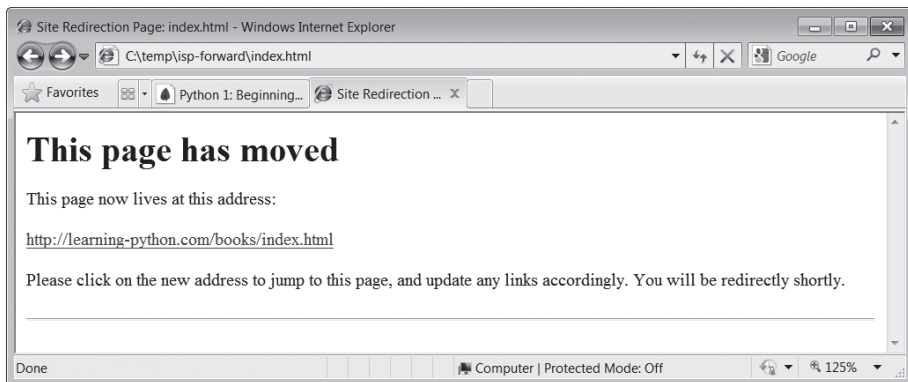 Site Redirection Page: index.html - Windows Internet Explorer
C:\temp\isp-forward\index.html
Google
Favorites
Python 1: Beginning...
Site Redirection ...
This page has moved
This page now lives at this address:
http://learning-python.com/books/index.html
Please click on the new address to jump to this page, and update any links accordingly. You will be redirectly shortly.
Done
Computer | Protected Mode: Off
125%